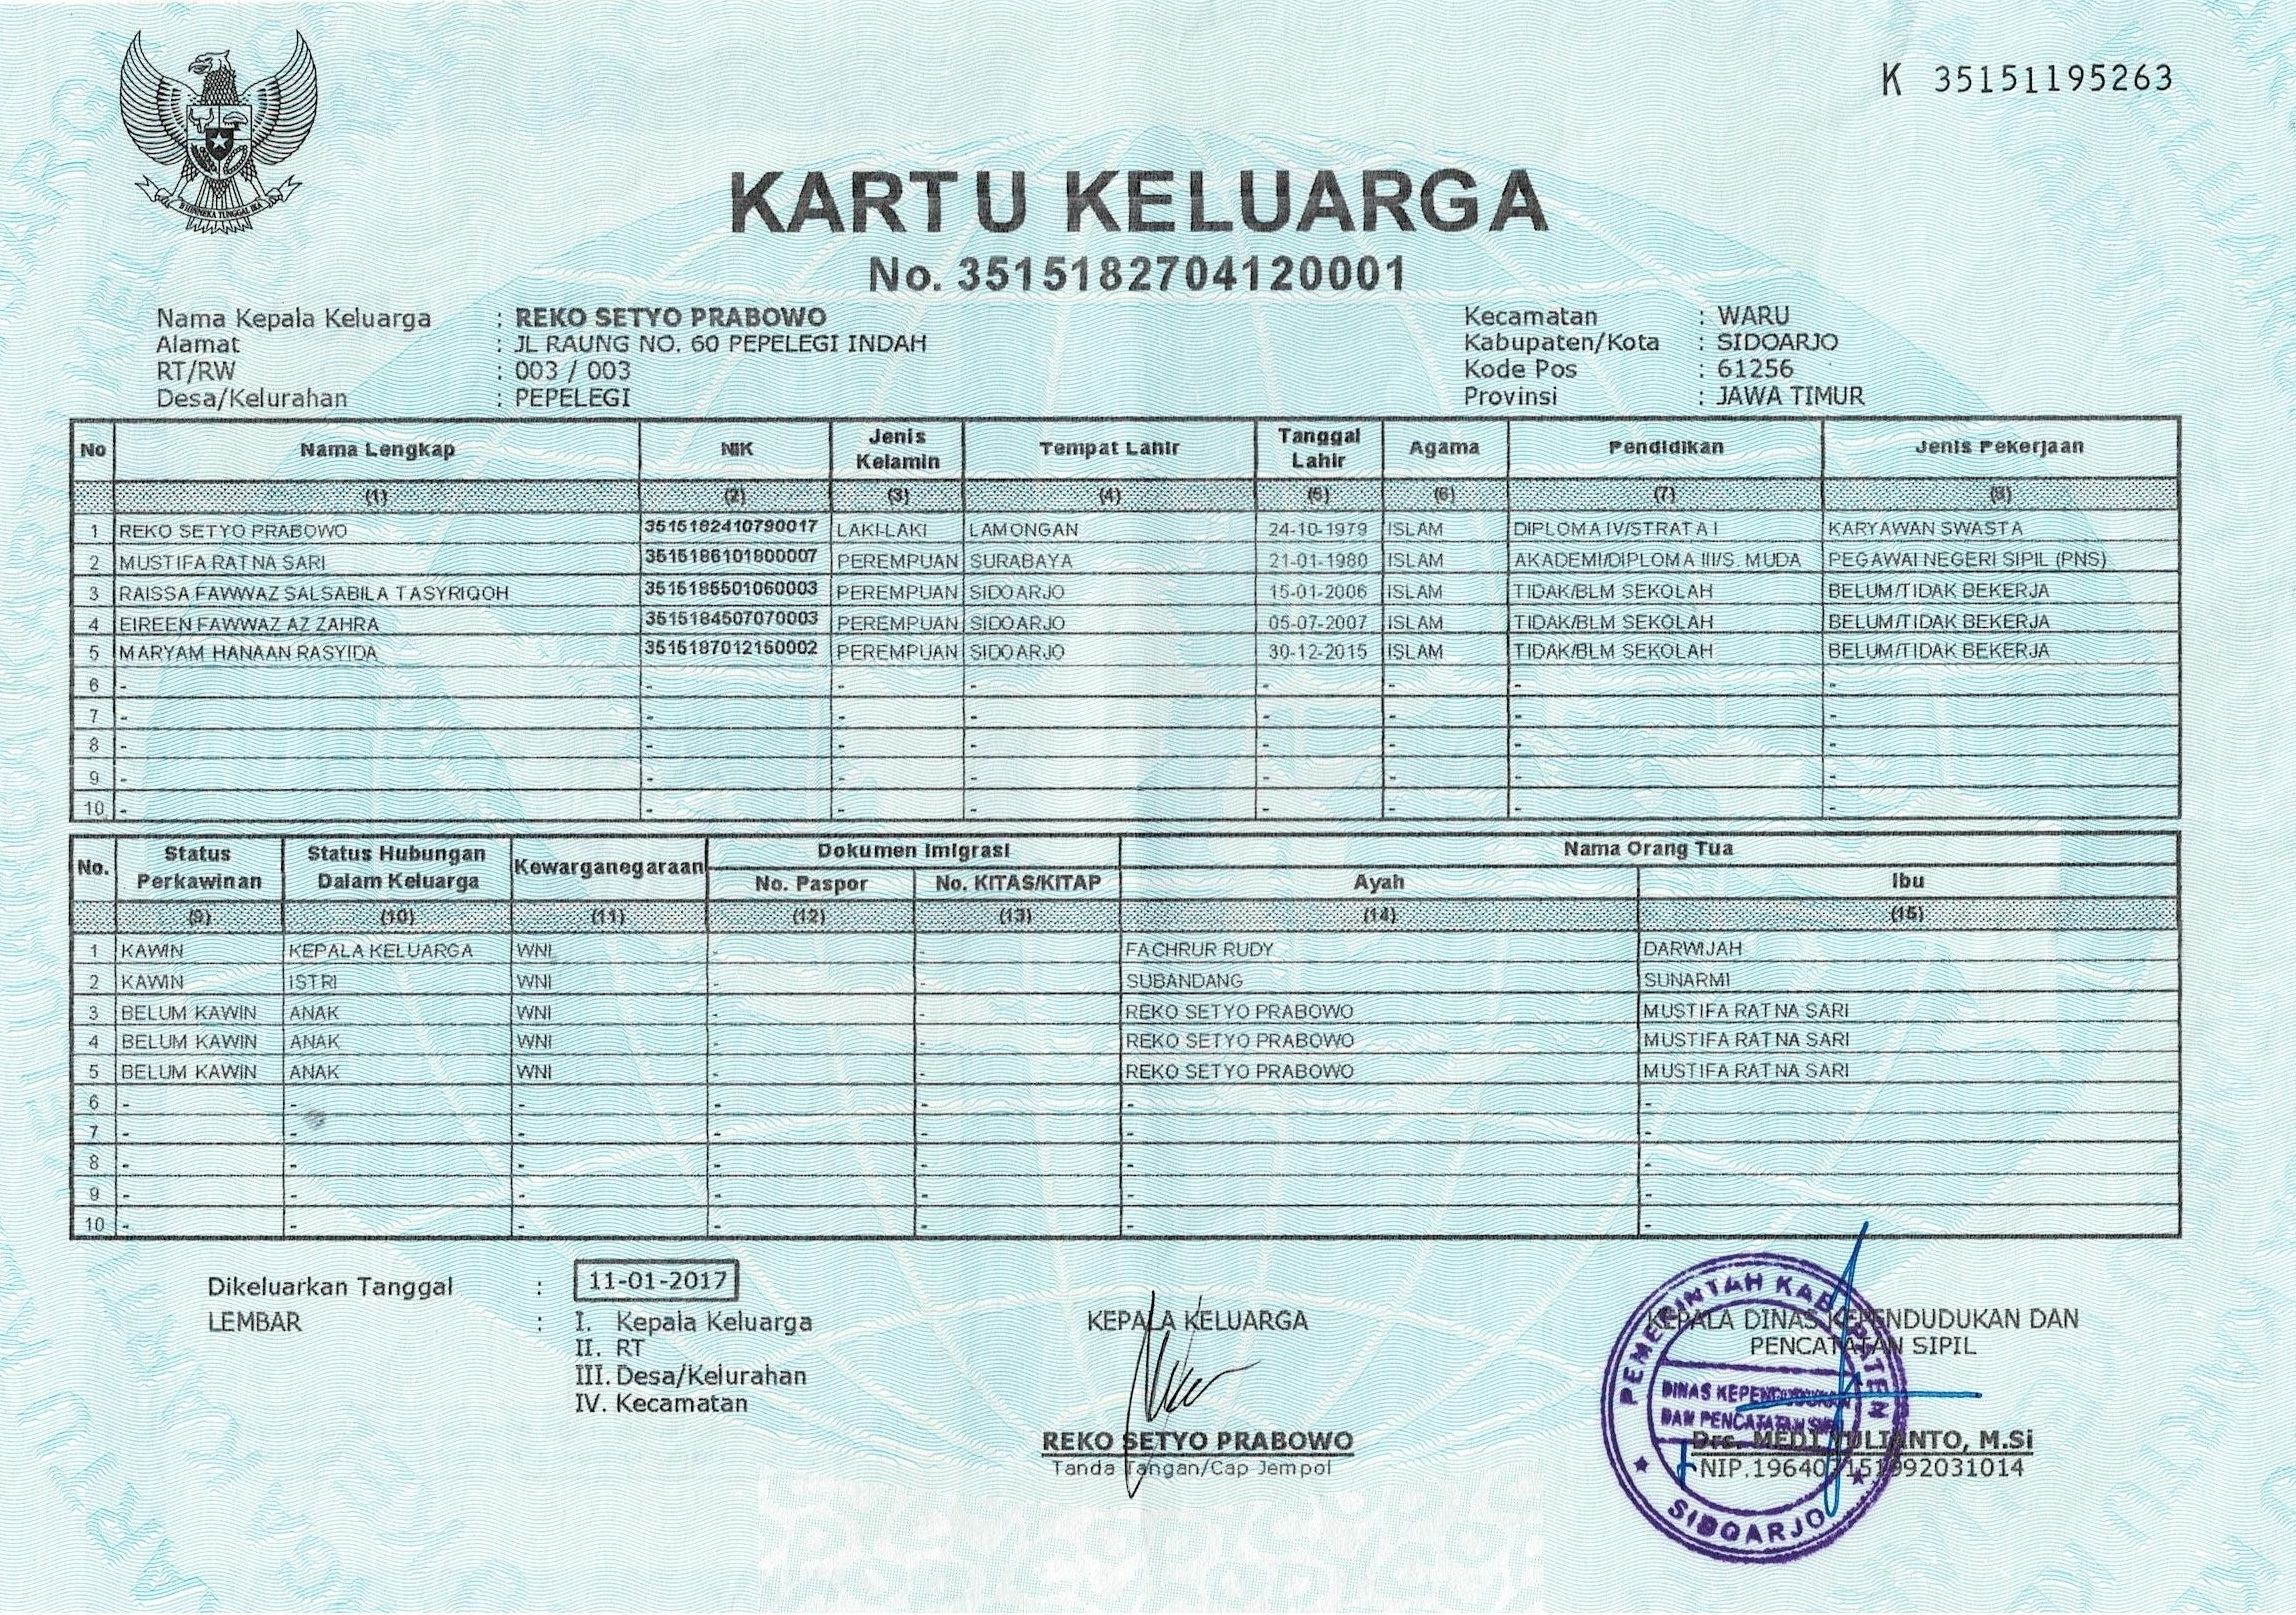 BHINNEKA TUNGGAL IKA
K 35151195263
KARTU KELUARGA
No. 3515182704120001
Nama Kepala Keluarga : REKO SETYO PRABOWO
Alamat : JL RAUNG NO. 60 PEPELEGI INDAH
RT/RW : 003 / 003
Desa/Kelurahan : PEPELEGI
Kecamatan : WARU
Kabupaten/Kota : SIDOARJO
Kode Pos : 61256
Provinsi : JAWA TIMUR
No Nama Lengkap NIK Jenis Kelamin Tempat Lahir Tanggal Lahir Agama Pendidikan Jenis Pekerjaan
(1) (2) (3) (4) (5) (6) (7) (8)
1 REKO SETYO PRABOWO 3515182410790017 LAKI-LAKI LAMONGAN 24-10-1979 ISLAM DIPLOMA IV/STRATA I KARYAWAN SWASTA
2 MUSTIFA RATNA SARI 3515186101800007 PEREMPUAN SURABAYA 21-01-1980 ISLAM AKADEMI/DIPLOMA III/S. MUDA PEGAWAI NEGERI SIPIL (PNS)
3 RAISSA FAWWAZ SALSABILA TASYRIQOH 3515185501060003 PEREMPUAN SIDOARJO 15-01-2006 ISLAM TIDAK/BLM SEKOLAH BELUM/TIDAK BEKERJA
4 EIREEN FAWWAZ AZ ZAHRA 3515184507070003 PEREMPUAN SIDOARJO 05-07-2007 ISLAM TIDAK/BLM SEKOLAH BELUM/TIDAK BEKERJA
5 MARYAM HANAAN RASYIDA 3515187012150002 PEREMPUAN SIDOARJO 30-12-2015 ISLAM TIDAK/BLM SEKOLAH BELUM/TIDAK BEKERJA
6 - - - - - - - -
7 - - - - - - - -
8 - - - - - - - -
9 - - - - - - - -
10 - - - - - - - -
No. Status Perkawinan Status Hubungan Dalam Keluarga Kewarganegaraan Dokumen Imigrasi Nama Orang Tua
No. Paspor No. KITAS/KITAP Ayah Ibu
(9) (10) (11) (12) (13) (14) (15)
1 KAWIN KEPALA KELUARGA WNI - - FACHRUR RUDY DARWIJAH
2 KAWIN ISTRI WNI - - SUBANDANG SUNARMI
3 BELUM KAWIN ANAK WNI - - REKO SETYO PRABOWO MUSTIFA RATNA SARI
4 BELUM KAWIN ANAK WNI - - REKO SETYO PRABOWO MUSTIFA RATNA SARI
5 BELUM KAWIN ANAK WNI - - REKO SETYO PRABOWO MUSTIFA RATNA SARI
6 - - - - - - -
7 - - - - - - -
8 - - - - - - -
9 - - - - - - -
10 - - - - - - -
Dikeluarkan Tanggal : 11-01-2017
LEMBAR : I. Kepala Keluarga
II. RT
III. Desa/Kelurahan
IV. Kecamatan
KEPALA KELUARGA
REKO SETYO PRABOWO
Tanda Tangan/Cap Jempol
KEPALA DINAS KEPENDUDUKAN DAN
PENCATATAN SIPIL
Drs. MEDI YULIANTO, M.Si
PEMERINTAH KABUPATEN
DINAS KEPENDUDUKAN
DAN PENCATATAN SIPIL
SIDOARJO